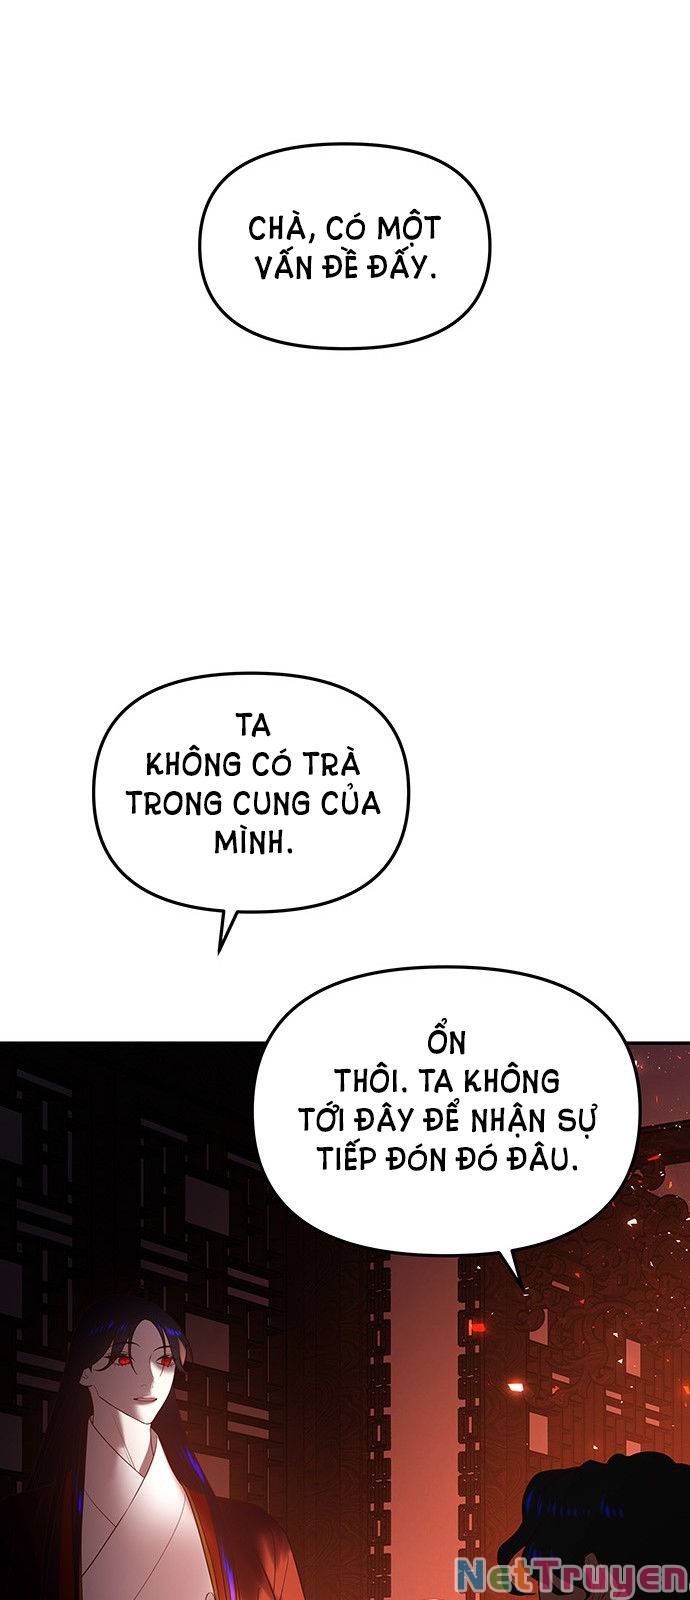 CHÀ, CÓ MỘT
VẤN ĐỀ ĐẤY.
TA
KHÔNG CÓ TRÀ
TRONG CUNG CỦA
MÌNH.
ỔN
THÔI. TA KHÔNG
TỚI ĐÂY ĐỂ NHẬN SỰ
TIẾP ĐÓN ĐÓ ĐÂU.
NetTruyen